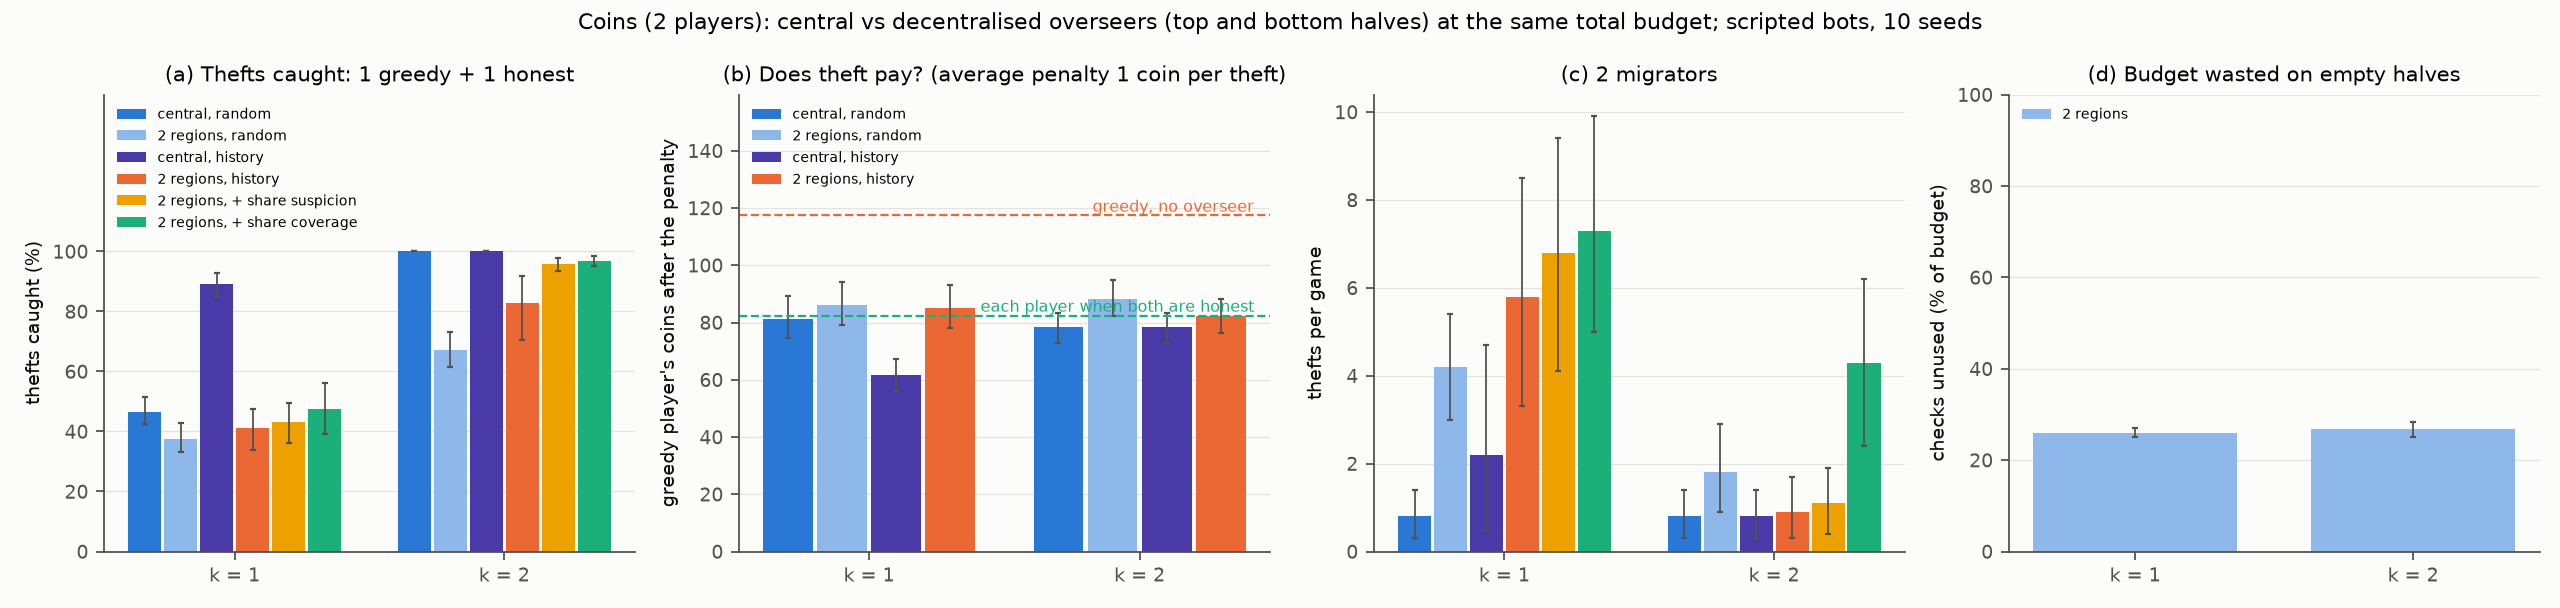 Coins (2 players): central vs decentralised overseers (top and bottom halves) at the same total budget; scripted bots, 10 seeds
(a) Thefts caught: 1 greedy + 1 honest
thefts caught (%)
100
80
60
40
20
0
central, random
2 regions, random
central, history
2 regions, history
2 regions, + share suspicion
2 regions, + share coverage
k = 1
k = 2
(b) Does theft pay? (average penalty 1 coin per theft)
greedy player's coins after the penalty
140
120
100
80
60
40
20
0
central, random
2 regions, random
central, history
2 regions, history
greedy, no overseer
each player when both are honest
k = 1
k = 2
(c) 2 migrators
thefts per game
10
8
6
4
2
0
k = 1
k = 2
(d) Budget wasted on empty halves
checks unused (% of budget)
100
80
60
40
20
0
2 regions
k = 1
k = 2